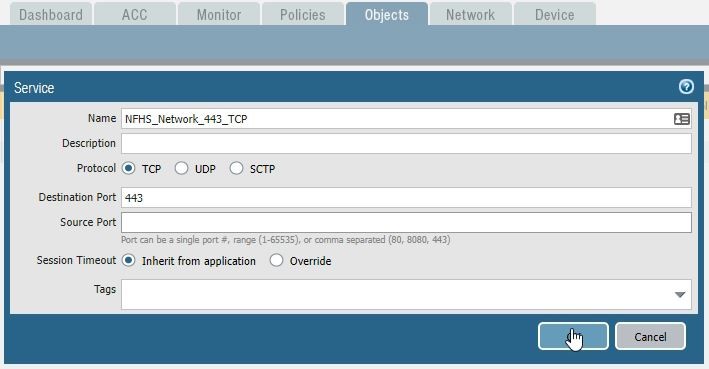 Dashboard ACC Monitor Policies Objects Network Device
Service
Name NFHS_Network_443_TCP
Description
Protocol TCP UDP SCTP
Destination Port 443
Source Port
Port can be a single port #, range (1-65535), or comma separated (80, 8080, 443)
Session Timeout Inherit from application Override
Tags
Cancel